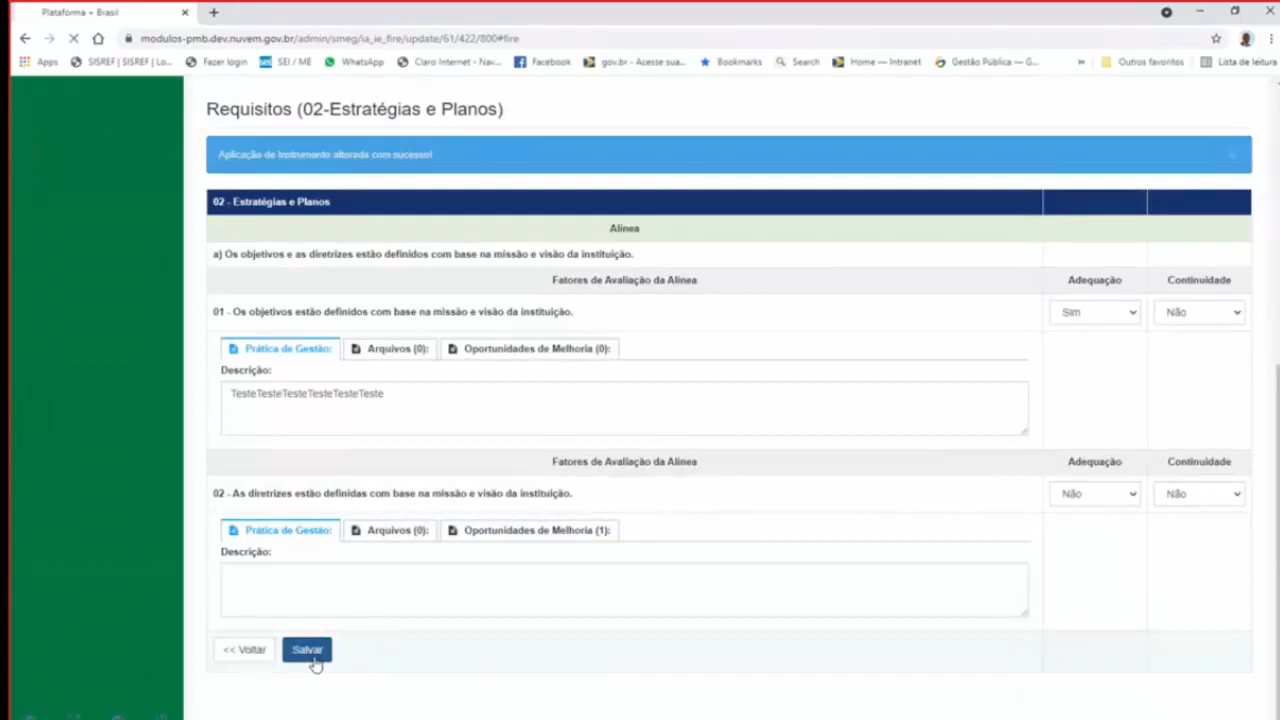 Plataforma + Brasil
modulos-pmb.dev.nuvem.gov.br/admin/smeg/ia_ie_fire/update/61/422/800#fire
Apps SISREF | SISREF | Lo... Fazer login SEI / ME WhatsApp Claro Internet - Nav... Facebook gov.br - Acesse sua... Bookmarks Search Home — Intranet Gestão Pública — G... » Outros favoritos Lista de leitura
Requisitos (02-Estratégias e Planos)
Aplicação de Instrumento alterada com sucesso!
02 - Estratégias e Planos
Alínea
a) Os objetivos e as diretrizes estão definidos com base na missão e visão da instituição.
Fatores de Avaliação da Alínea Adequação Continuidade
01 - Os objetivos estão definidos com base na missão e visão da instituição. Sim Não
Prática de Gestão: Arquivos (0): Oportunidades de Melhoria (0):
Descrição:
TesteTesteTesteTesteTesteTeste
Fatores de Avaliação da Alínea Adequação Continuidade
02 - As diretrizes estão definidas com base na missão e visão da instituição. Não Não
Prática de Gestão: Arquivos (0): Oportunidades de Melhoria (1):
Descrição:
<< Voltar Salvar